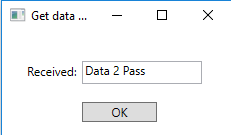 Get data ...
Received: Data 2 Pass
OK